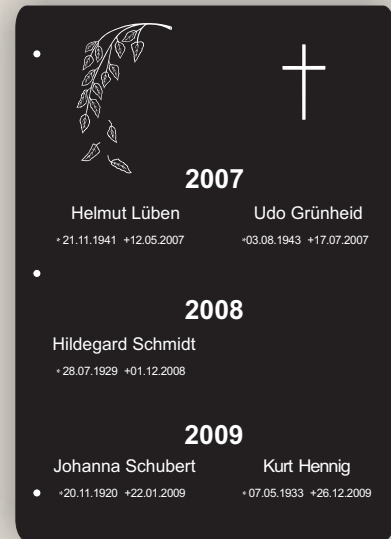 2007
Helmut Lüben Udo Grünheid
* 21.11.1941 +12.05.2007 *03.08.1943 +17.07.2007
2008
Hildegard Schmidt
* 28.07.1929 +01.12.2008
2009
Johanna Schubert Kurt Hennig
*20.11.1920 +22.01.2009 * 07.05.1933 +26.12.2009